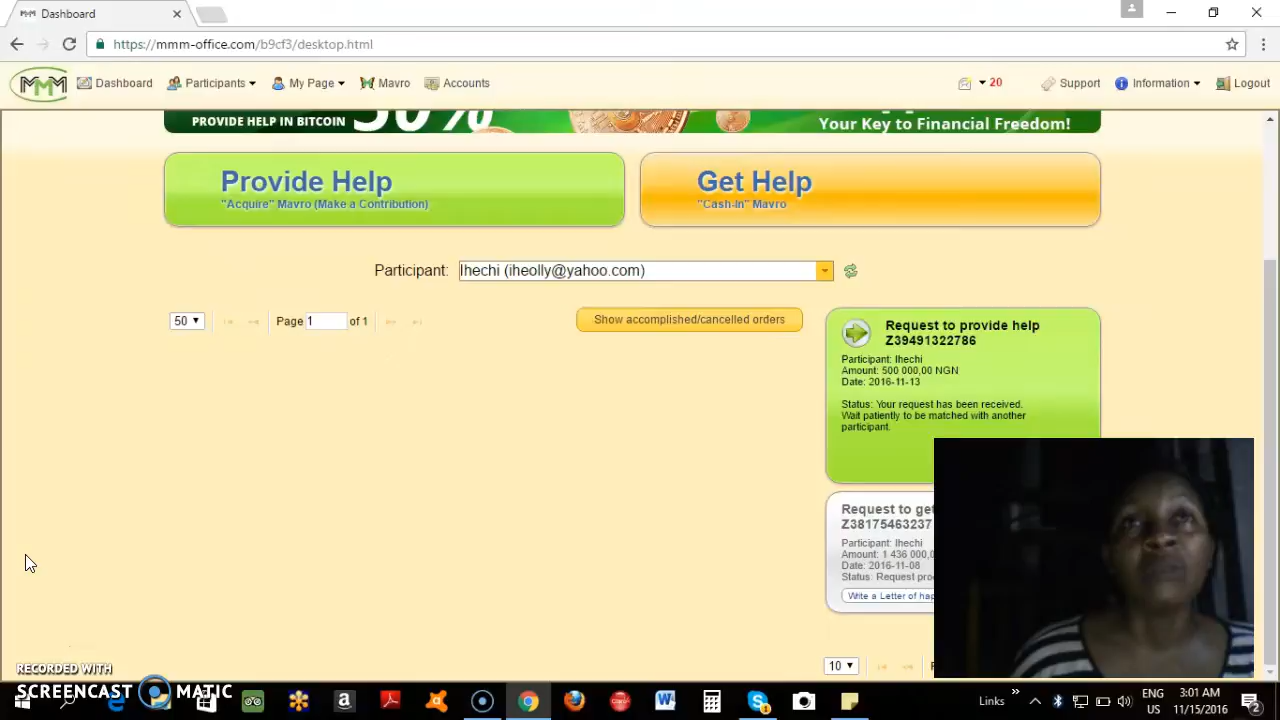 Dashboard
https://mmm-office.com/b9cf3/desktop.html
MMM Dashboard Participants My Page Mavro Accounts 20 Support Information Logout
PROVIDE HELP IN BITCOIN
Your Key to Financial Freedom!
Provide Help
"Acquire" Mavro (Make a Contribution)
Get Help
"Cash-In" Mavro
Participant: Ihechi (iheolly@yahoo.com)
50 Page 1 of 1 Show accomplished/cancelled orders
Request to provide help
Z39491322786
Participant: Ihechi
Amount: 500 000,00 NGN
Date: 2016-11-13
Status: Your request has been received.
Wait patiently to be matched with another
participant.
Request to
Z38175463237
Participant: Ihechi
Amount: 1 436 000,
Date: 2016-11-08
Status: Request
Write a Letter of
10
RECORDED WITH
SCREENCAST MATIC
Links ENG 3:01 AM
US 11/15/2016 2